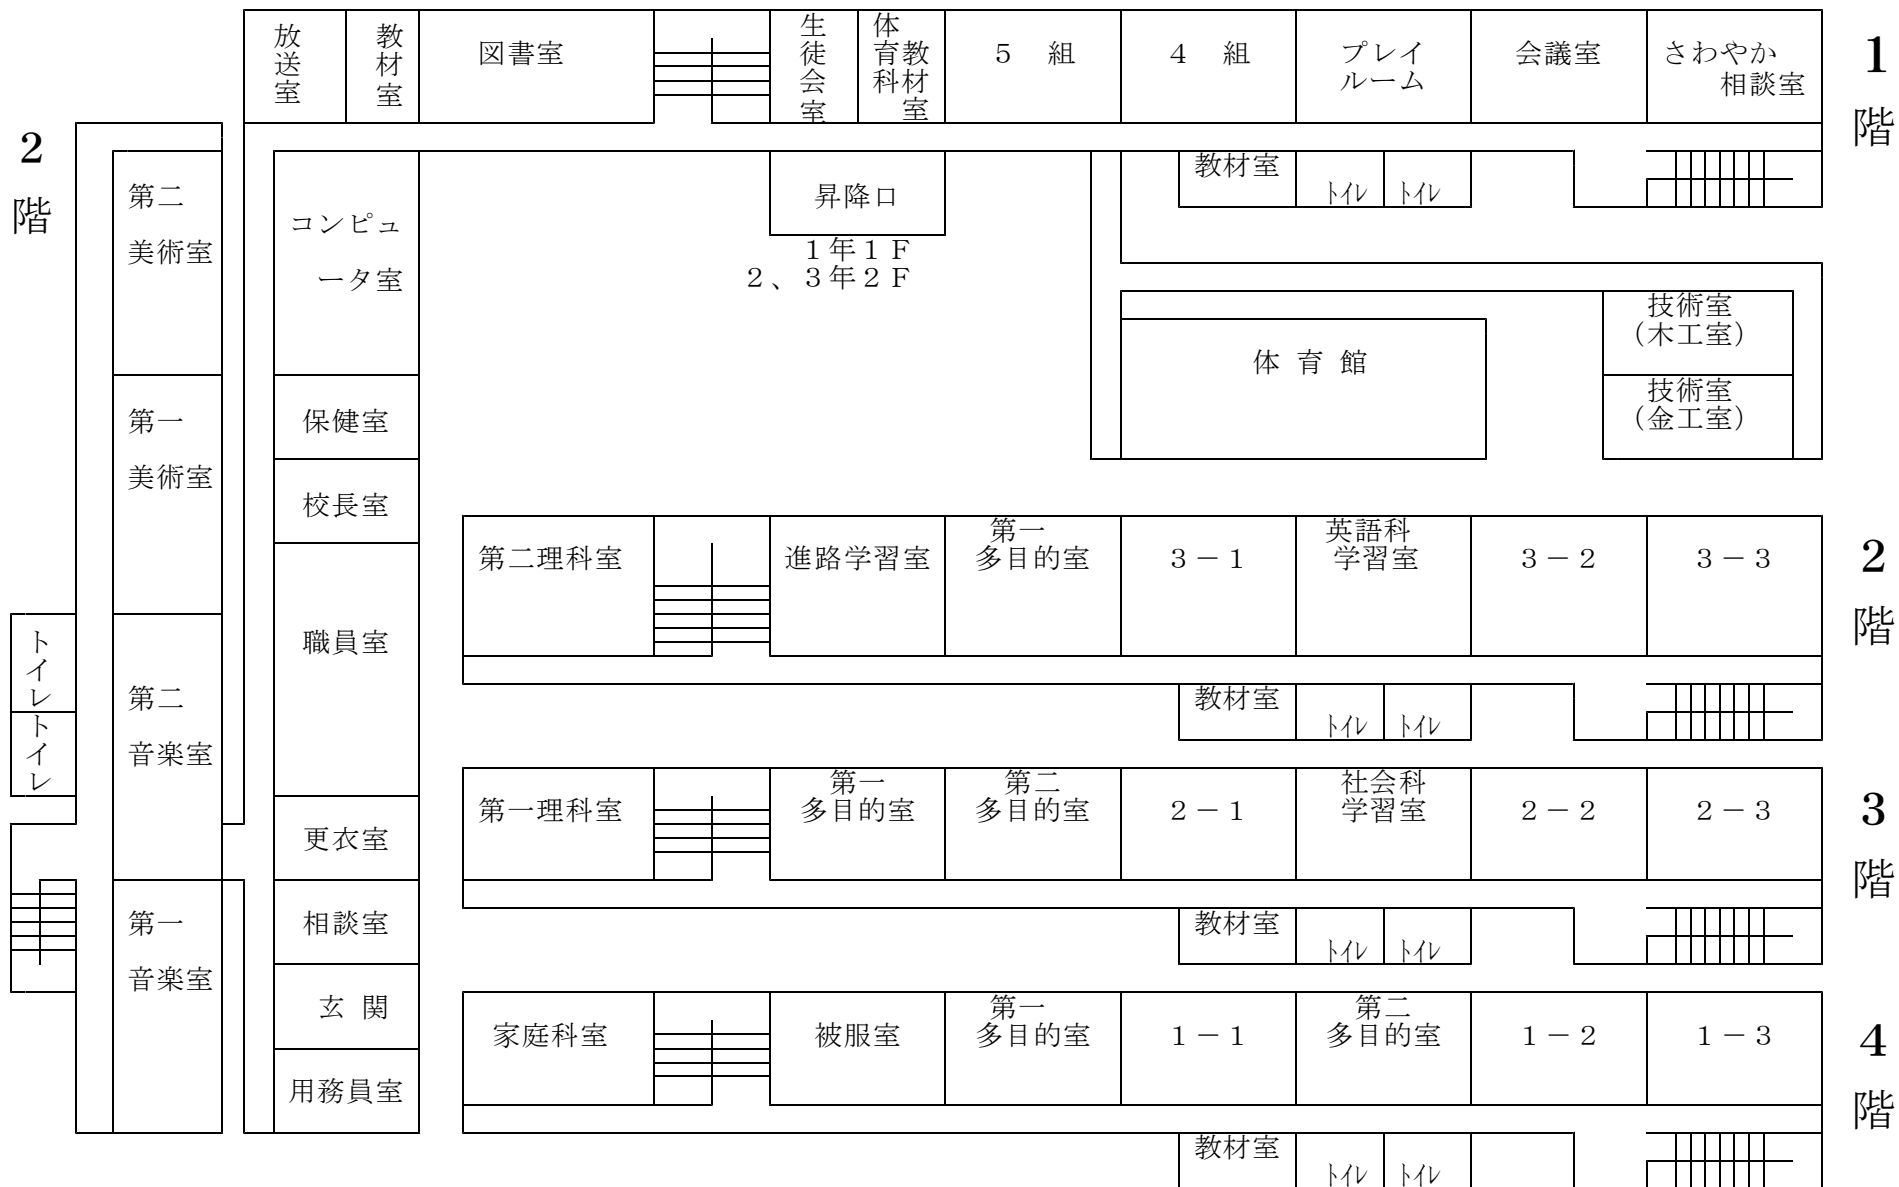 放送室
教材室
図書室
生徒会室
体育科教材室
５ 組
４ 組
プレイ
ルーム
会議室
さわやか
相談室
1
階
2
階
第二
美術室
コンピュ
ータ室
昇降口
１年１Ｆ
２、３年２Ｆ
教材室
トイレ
トイレ
技術室
（木工室）
体 育 館
技術室
（金工室）
第一
美術室
保健室
校長室
第二理科室
進路学習室
第一
多目的室
３－１
英語科
学習室
３－２
３－３
2
階
トイレ
トイレ
第二
音楽室
職員室
教材室
トイレ
トイレ
第一理科室
第一
多目的室
第二
多目的室
２－１
社会科
学習室
２－２
２－３
3
階
更衣室
第一
音楽室
相談室
教材室
トイレ
トイレ
玄 関
家庭科室
被服室
第一
多目的室
１－１
第二
多目的室
１－２
１－３
4
階
用務員室
教材室
トイレ
トイレ